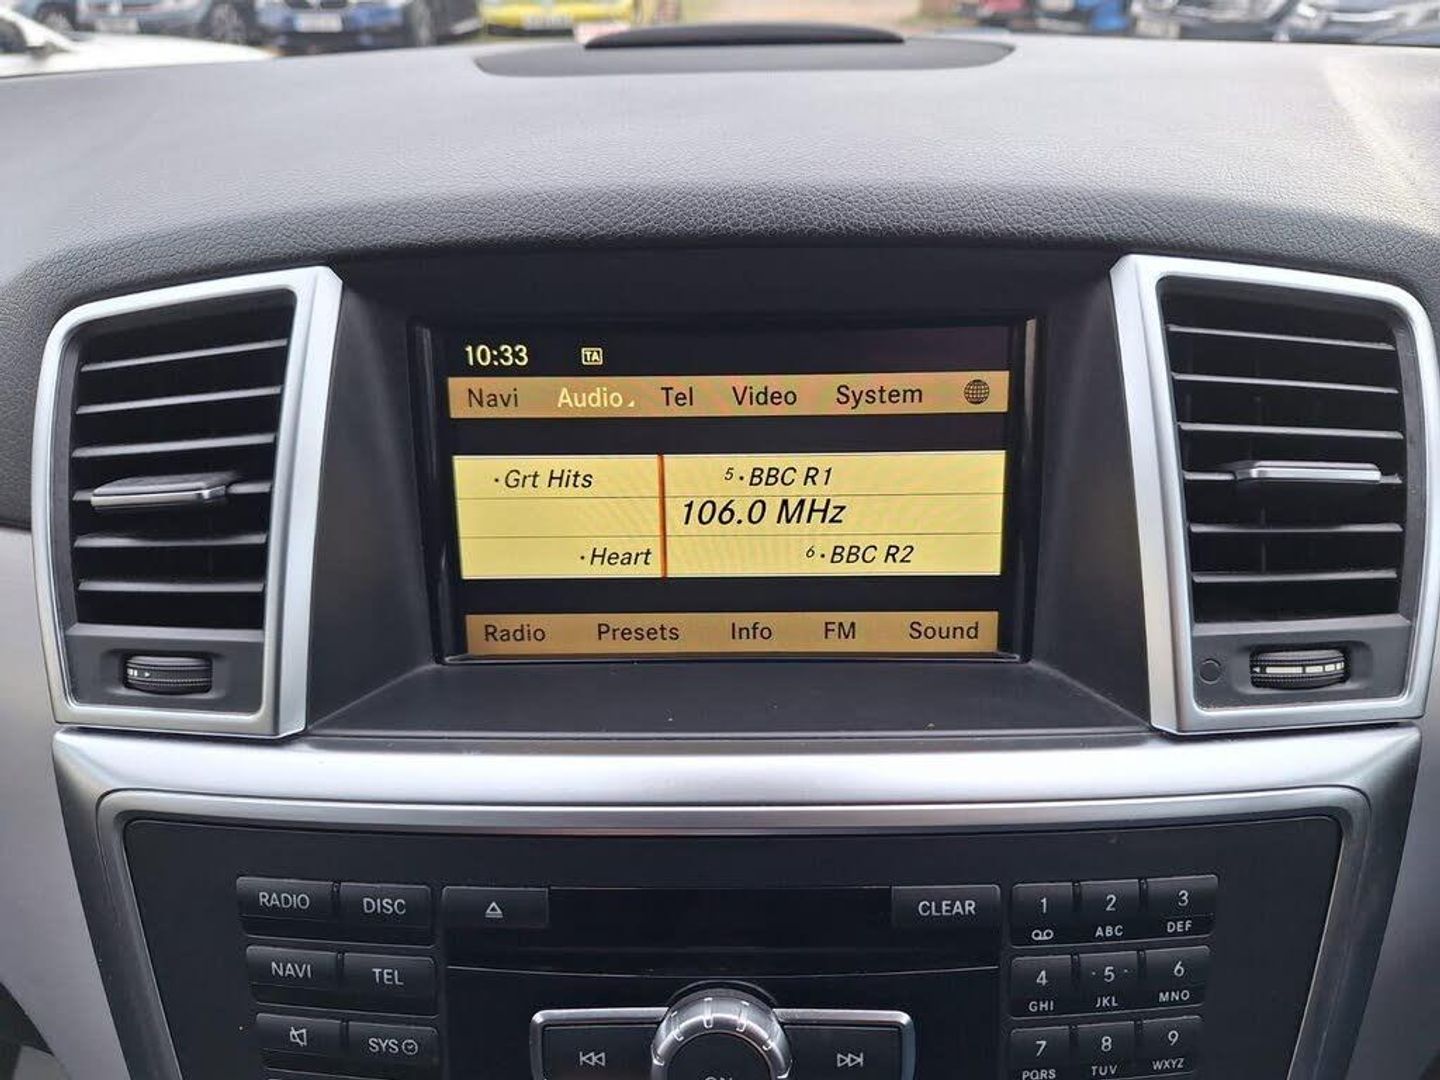 10:33 TA
Navi Audio Tel Video System
·Grt Hits 5·BBC R1
106.0 MHz
·Heart 6·BBC R2
Radio Presets Info FM Sound
RADIO DISC CLEAR 1 2 ABC 3 DEF
NAVI TEL 4 GHI 5 JKL 6 MNO
SYS 7 PQRS 8 TUV 9 WXYZ
ON